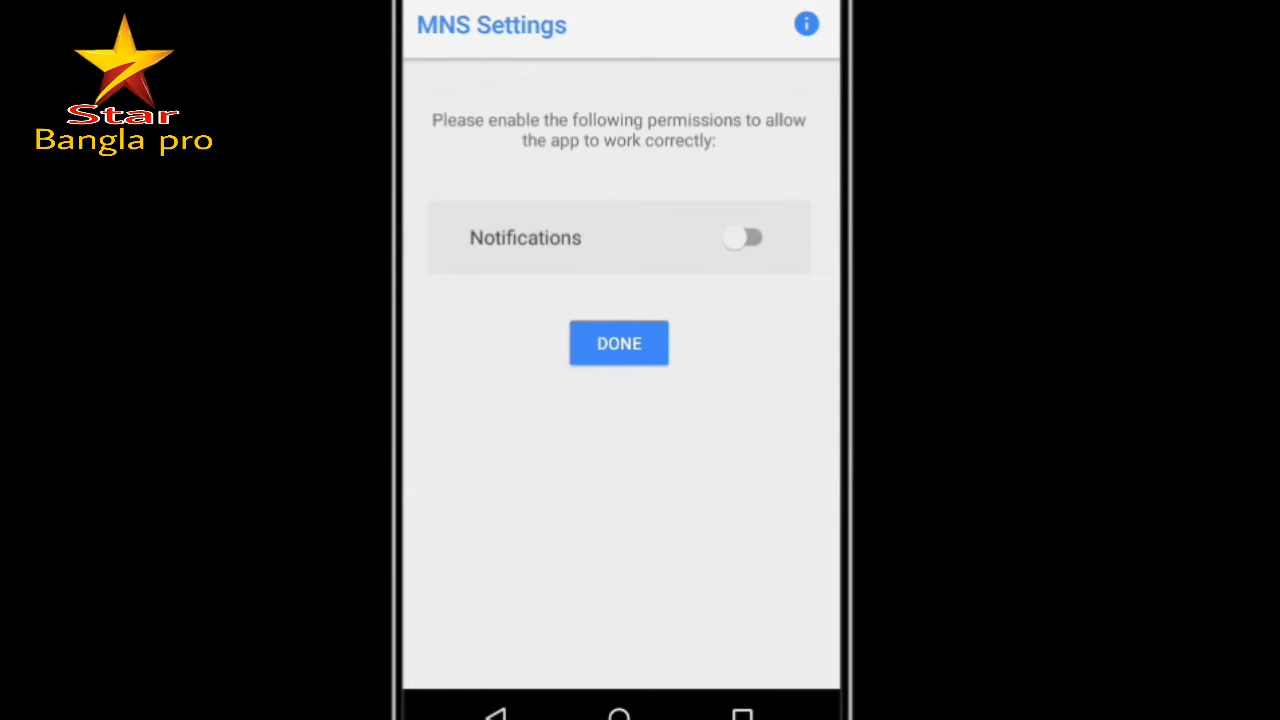 MNS Settings
Star
Bangla pro
Please enable the following permissions to allow
the app to work correctly:
Notifications
DONE